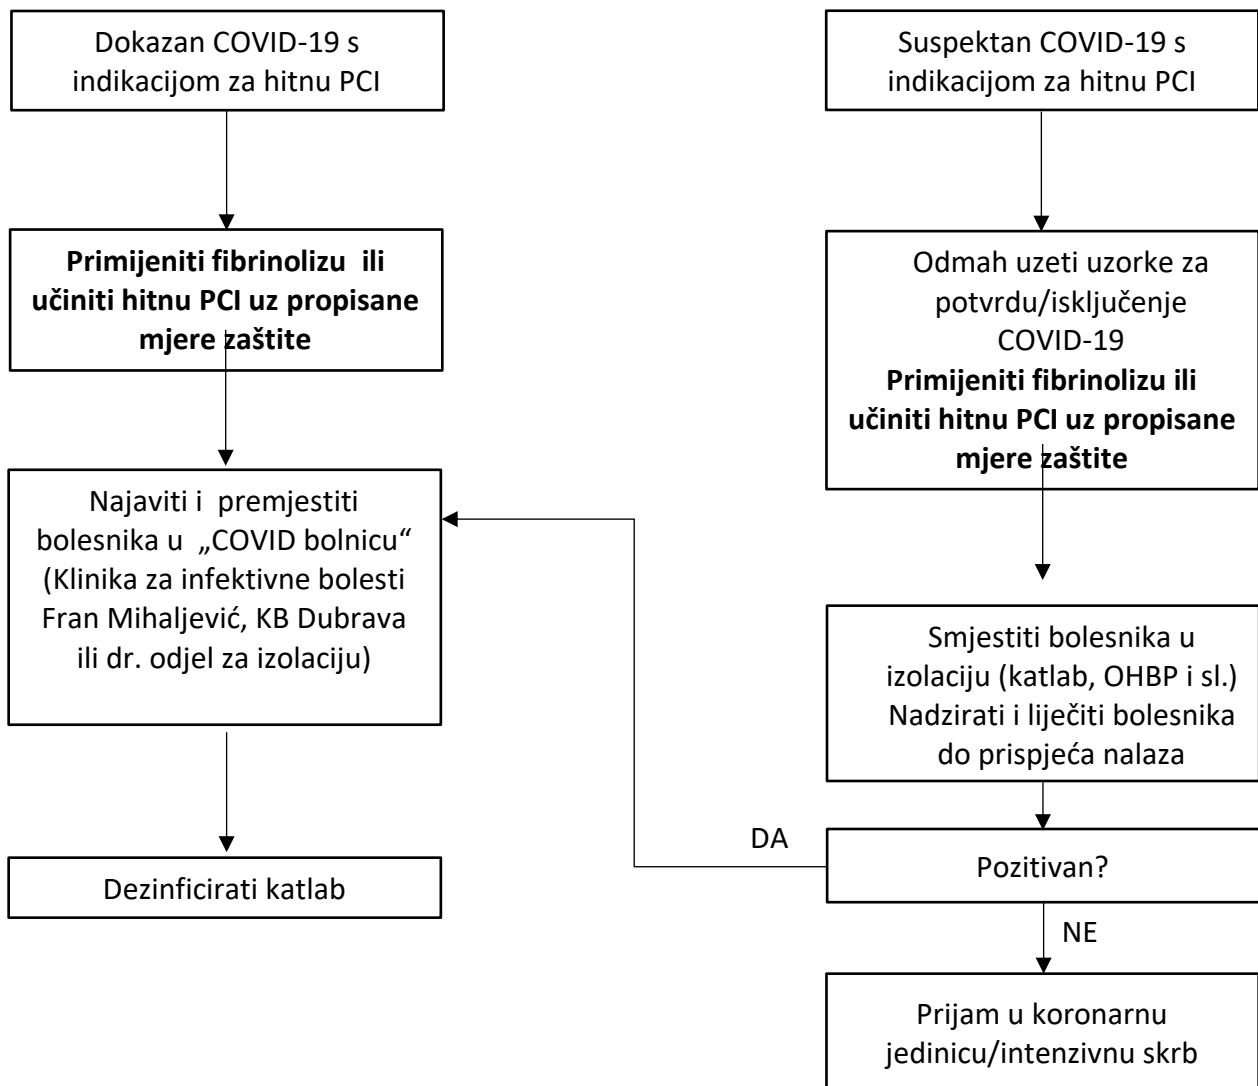 Dokazan COVID-19 s
indikacijom za hitnu PCI
Primijeniti fibrinolizu ili
učiniti hitnu PCI uz propisane
mjere zaštite
Najaviti i premjestiti
bolesnika u „COVID bolnicu“
(Klinika za infektivne bolesti
Fran Mihaljević, KB Dubrava
ili dr. odjel za izolaciju)
Dezinficirati katlab
Suspektan COVID-19 s
indikacijom za hitnu PCI
Odmah uzeti uzorke za
potvrdu/isključenje
COVID-19
Primijeniti fibrinolizu ili
učiniti hitnu PCI uz propisane
mjere zaštite
Smjestiti bolesnika u
izolaciju (katlab, OHBP i sl.)
Nadzirati i liječiti bolesnika
do prispjeća nalaza
Pozitivan?
DA
NE
Prijam u koronarnu
jedinicu/intenzivnu skrb